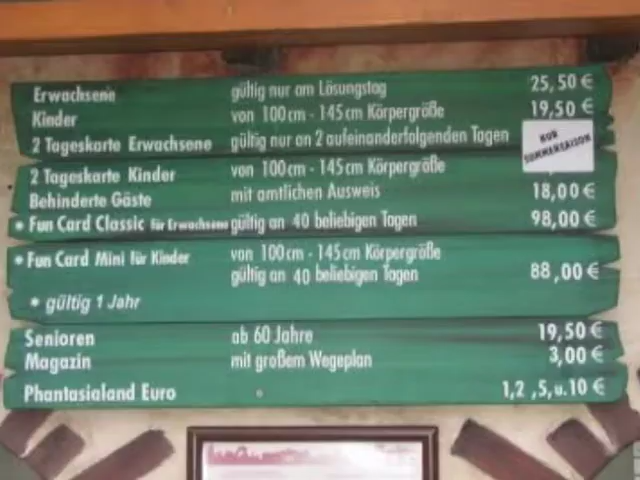 Erwachsene gültig nur am Lösungstag 25,50 €
Kinder von 100cm - 145cm Körpergröße 19,50 €
2 Tageskarte Erwachsene gültig nur an 2 aufeinanderfolgenden Tagen
NUR
SOMMERSAISON
2 Tageskarte Kinder von 100cm - 145cm Körpergröße
Behinderte Gäste mit amtlichen Ausweis 18,00 €
* Fun Card Classic für Erwachsene gültig an 40 beliebigen Tagen 98,00 €
* Fun Card Mini für Kinder von 100cm - 145cm Körpergröße
gültig an 40 beliebigen Tagen 88,00 €
* gültig 1 Jahr
Senioren ab 60 Jahre 19,50 €
Magazin mit großem Wegeplan 3,00 €
Phantasialand Euro 1,2 ,5,u.10 €